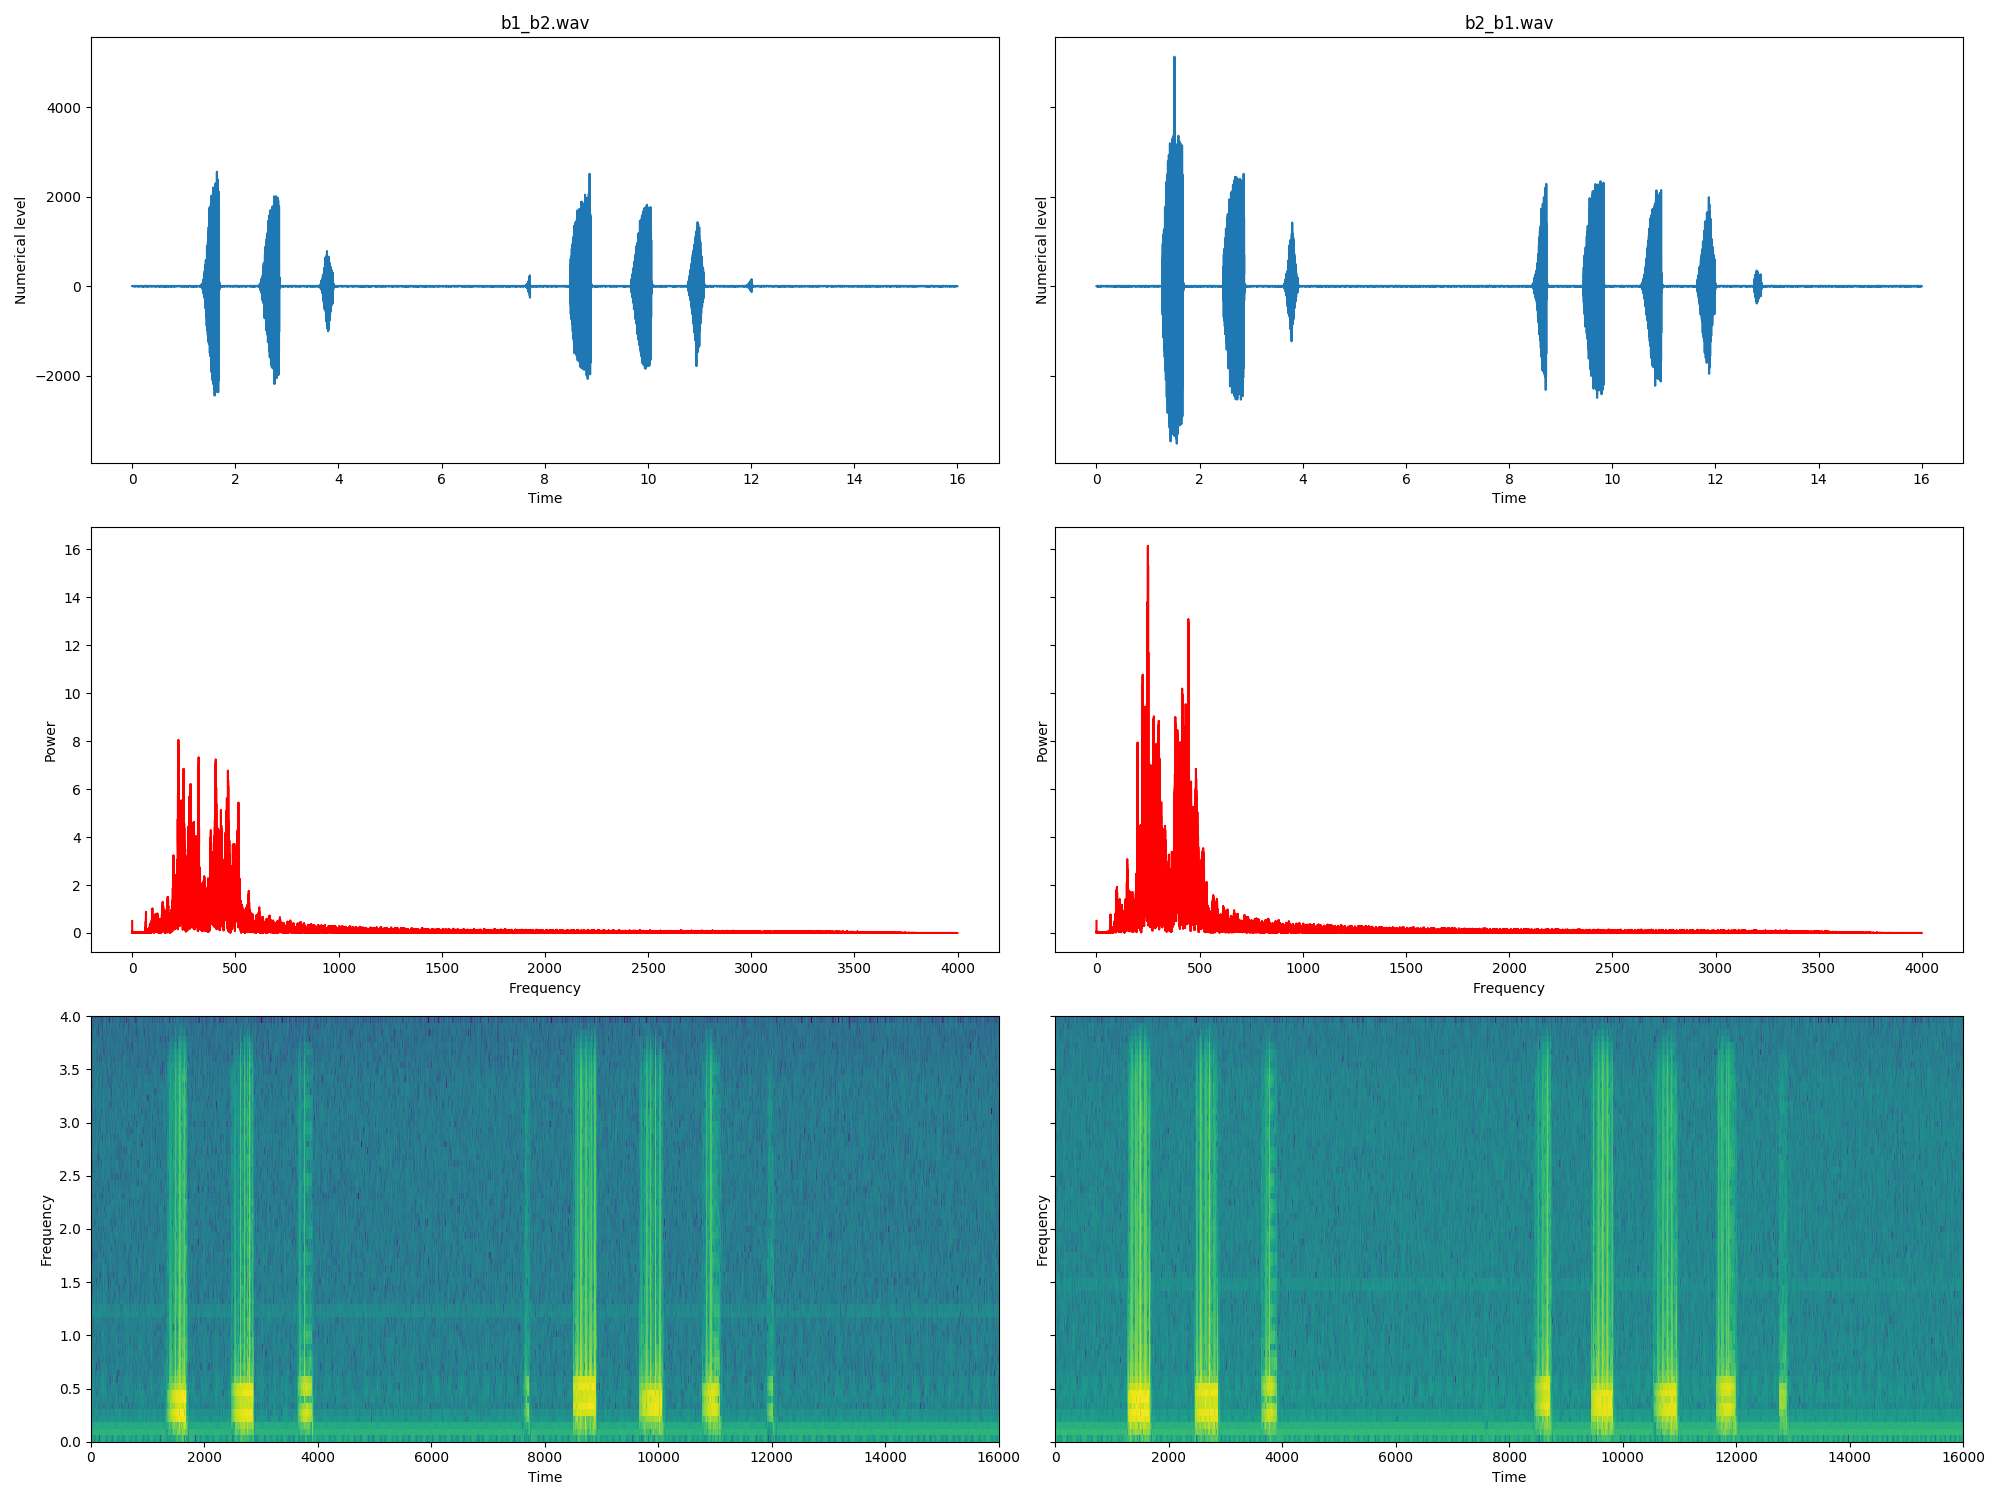 b1_b2.wav
b2_b1.wav
Numerical level
4000
2000
0
−2000
0 2 4 6 8 10 12 14 16
Time
Numerical level
0 2 4 6 8 10 12 14 16
Time
Power
16
14
12
10
8
6
4
2
0
0 500 1000 1500 2000 2500 3000 3500 4000
Frequency
Power
0 500 1000 1500 2000 2500 3000 3500 4000
Frequency
Frequency
4.0
3.5
3.0
2.5
2.0
1.5
1.0
0.5
0.0
0 2000 4000 6000 8000 10000 12000 14000 16000
Time
Frequency
0 2000 4000 6000 8000 10000 12000 14000 16000
Time